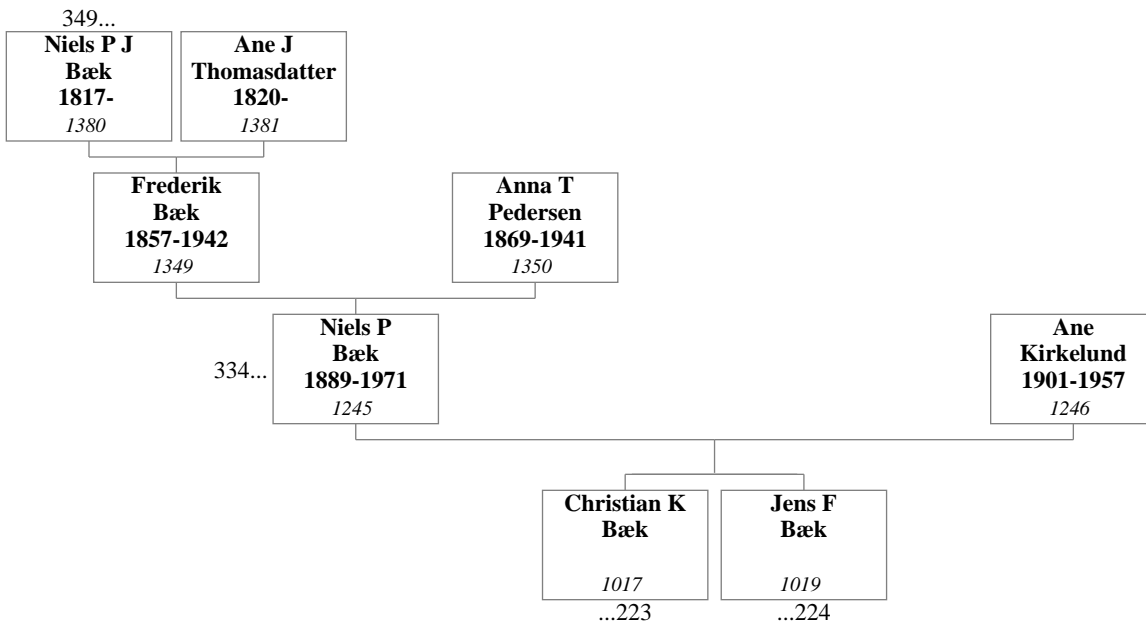 349...
Niels P J
Bæk
1817-
1380
Ane J
Thomasdatter
1820-
1381
Frederik
Bæk
1857-1942
1349
Anna T
Pedersen
1869-1941
1350
334...
Niels P
Bæk
1889-1971
1245
Ane
Kirkelund
1901-1957
1246
Christian K
Bæk
1017
...223
Jens F
Bæk
1019
...224